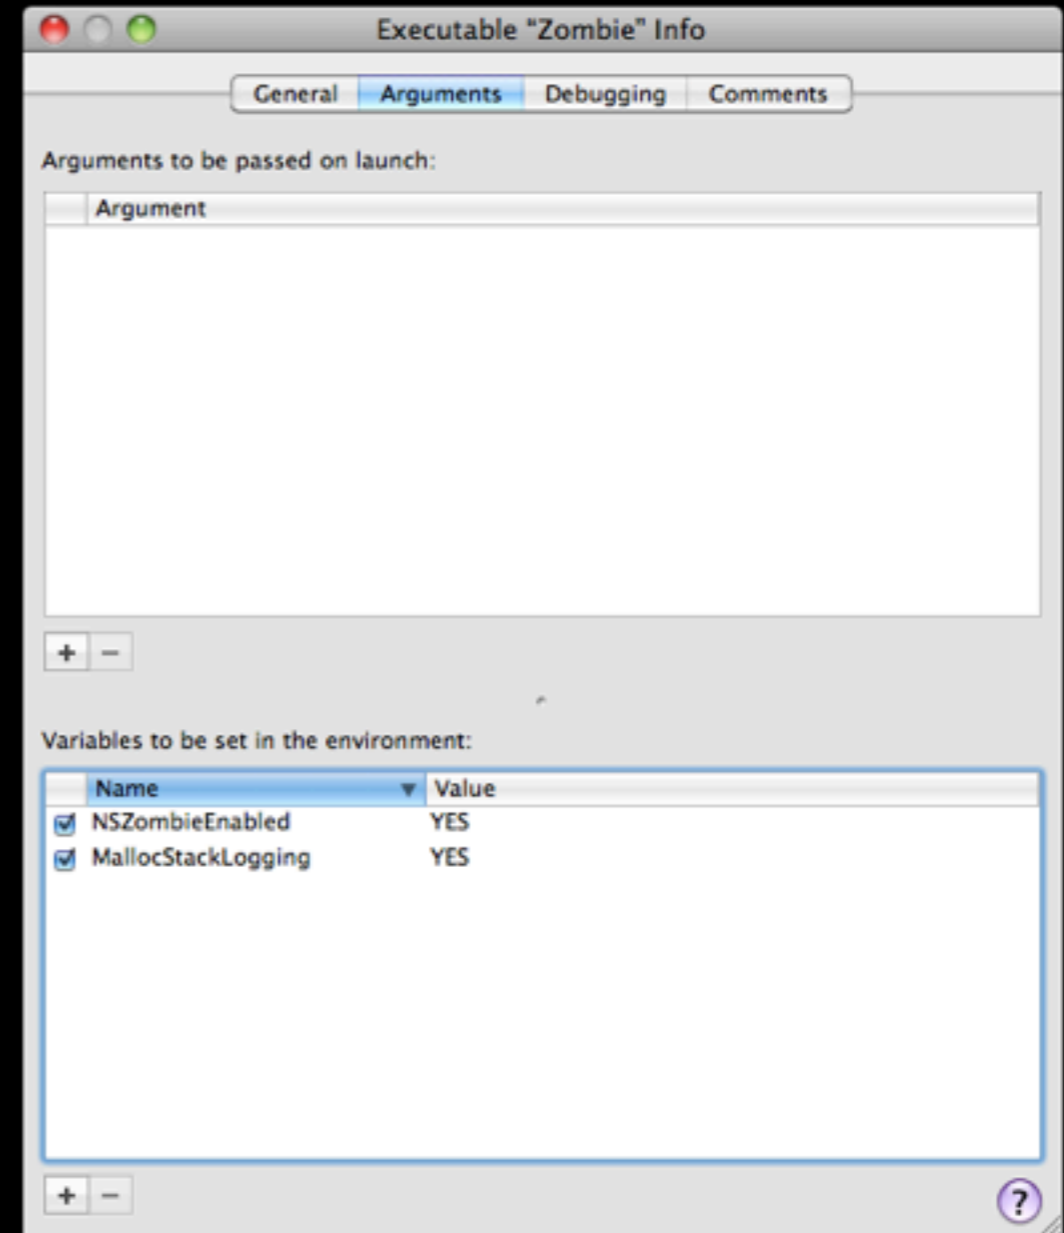 Executable "Zombie" Info
General Arguments Debugging Comments
Arguments to be passed on launch:
Argument
+ −
Variables to be set in the environment:
Name Value
NSZombieEnabled YES
MallocStackLogging YES
+ − ?